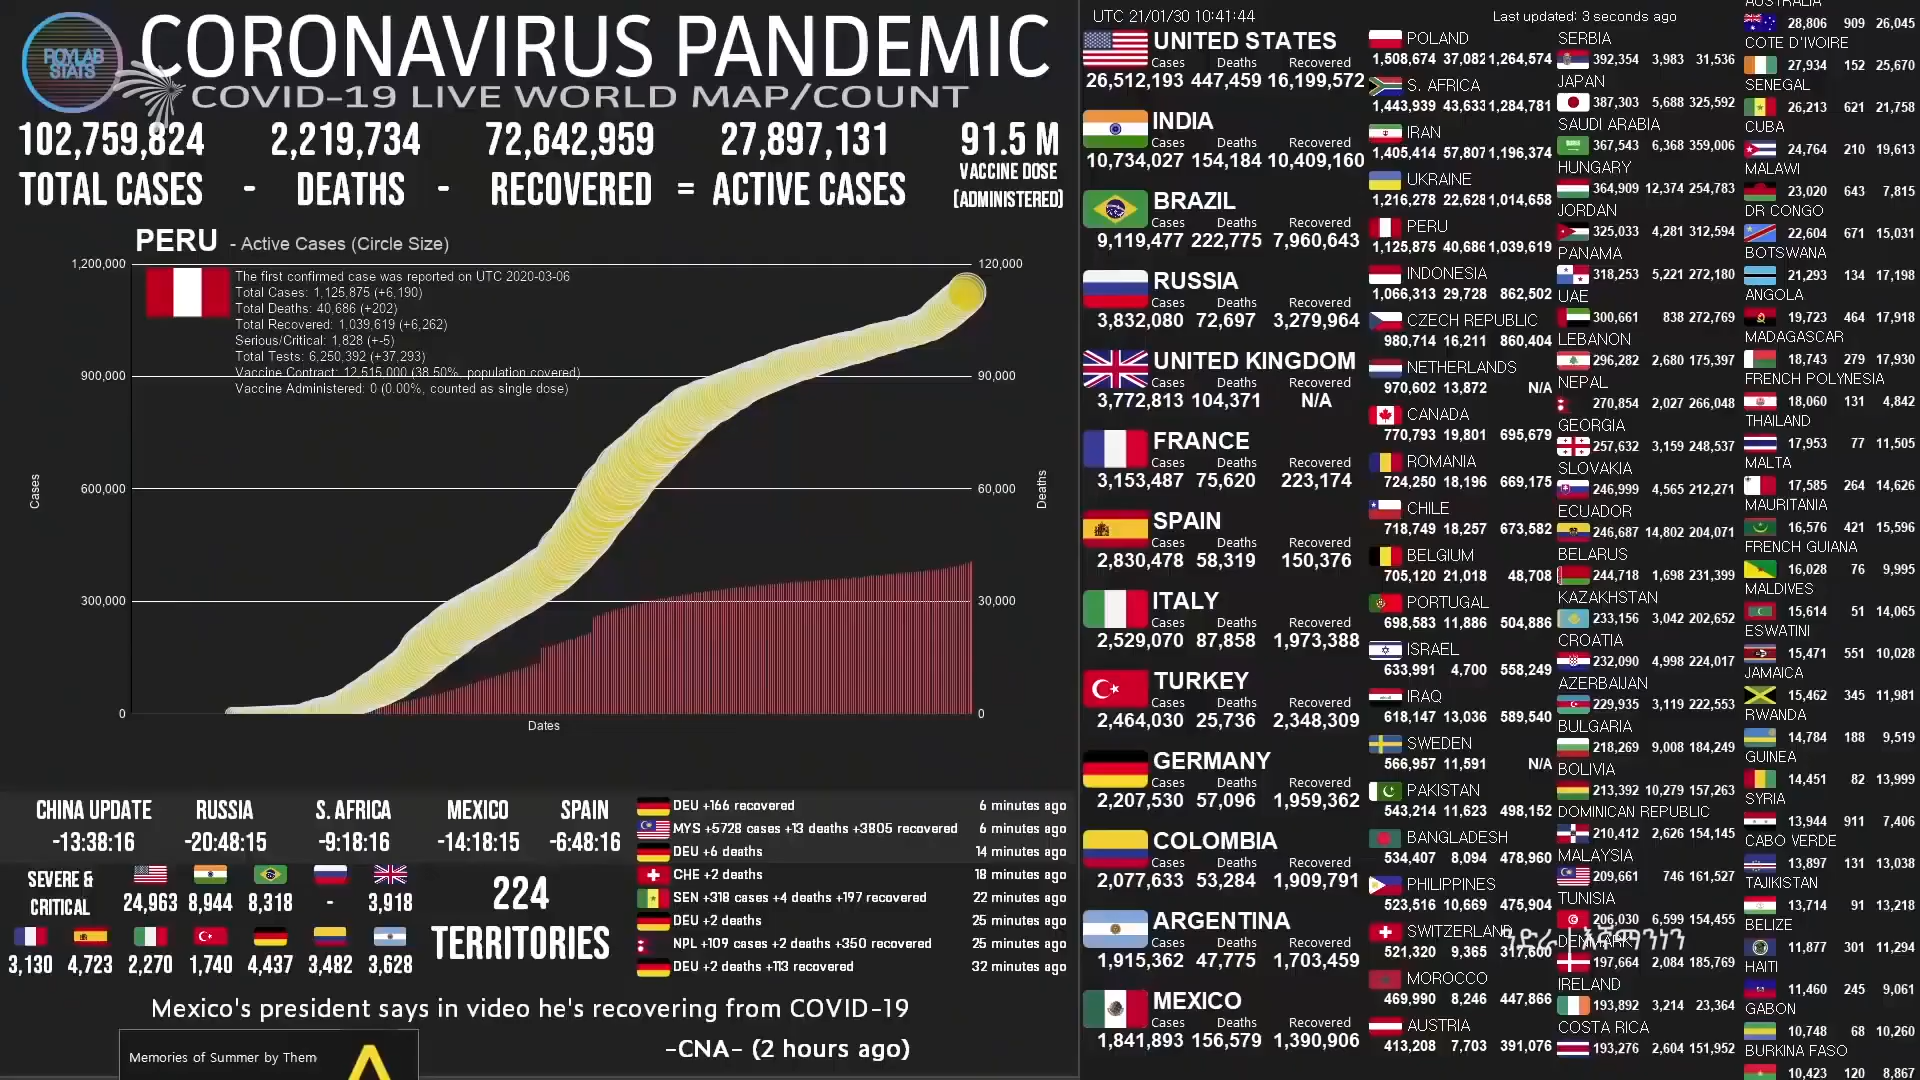 ROYLAB
STATS
CORONAVIRUS PANDEMIC
COVID-19 LIVE WORLD MAP/COUNT
102,759,824 2,219,734 72,642,959 27,897,131 91.5 M
TOTAL CASES - DEATHS - RECOVERED = ACTIVE CASES VACCINE DOSE
(ADMINISTERED)
PERU - Active Cases (Circle Size)
The first confirmed case was reported on UTC 2020-03-06
Total Cases: 1,125,875 (+6,190)
Total Deaths: 40,686 (+202)
Total Recovered: 1,039,619 (+6,262)
Serious/Critical: 1,828 (+-5)
Total Tests: 6,250,392 (+37,293)
Vaccine Contract: 12,515,000 (38.50%, population covered)
Vaccine Administered: 0 (0.00%, counted as single dose)
1,200,000 120,000
900,000 90,000
600,000 60,000
300,000 30,000
0 0
Cases
Deaths
Dates
CHINA UPDATE RUSSIA S. AFRICA MEXICO SPAIN
-13:38:16 -20:48:15 -9:18:16 -14:18:15 -6:48:16
SEVERE &
CRITICAL
24,963 8,944 8,318 - 3,918
3,130 4,723 2,270 1,740 4,437 3,482 3,628
224
TERRITORIES
DEU +166 recovered 6 minutes ago
MYS +5728 cases +13 deaths +3805 recovered 6 minutes ago
DEU +6 deaths 14 minutes ago
CHE +2 deaths 18 minutes ago
SEN +318 cases +4 deaths +197 recovered 22 minutes ago
DEU +2 deaths 25 minutes ago
NPL +109 cases +2 deaths +350 recovered 25 minutes ago
DEU +2 deaths +113 recovered 32 minutes ago
Mexico's president says in video he's recovering from COVID-19
-CNA- (2 hours ago)
Memories of Summer by Them
UTC 21/01/30 10:41:44
Last updated: 3 seconds ago
UNITED STATES
Cases Deaths Recovered
26,512,193 447,459 16,199,572
INDIA
Cases Deaths Recovered
10,734,027 154,184 10,409,160
BRAZIL
Cases Deaths Recovered
9,119,477 222,775 7,960,643
RUSSIA
Cases Deaths Recovered
3,832,080 72,697 3,279,964
UNITED KINGDOM
Cases Deaths Recovered
3,772,813 104,371 N/A
FRANCE
Cases Deaths Recovered
3,153,487 75,620 223,174
SPAIN
Cases Deaths Recovered
2,830,478 58,319 150,376
ITALY
Cases Deaths Recovered
2,529,070 87,858 1,973,388
TURKEY
Cases Deaths Recovered
2,464,030 25,736 2,348,309
GERMANY
Cases Deaths Recovered
2,207,530 57,096 1,959,362
COLOMBIA
Cases Deaths Recovered
2,077,633 53,284 1,909,791
ARGENTINA
Cases Deaths Recovered
1,915,362 47,775 1,703,459
MEXICO
Cases Deaths Recovered
1,841,893 156,579 1,390,906
POLAND
1,508,674 37,082 1,264,574
S. AFRICA
1,443,939 43,633 1,284,781
IRAN
1,405,414 57,807 1,196,374
UKRAINE
1,216,278 22,628 1,014,658
PERU
1,125,875 40,686 1,039,619
INDONESIA
1,066,313 29,728 862,502
CZECH REPUBLIC
980,714 16,211 860,404
NETHERLANDS
970,602 13,872 N/A
CANADA
770,793 19,801 695,679
ROMANIA
724,250 18,196 669,175
CHILE
718,749 18,257 673,582
BELGIUM
705,120 21,018 48,708
PORTUGAL
698,583 11,886 504,886
ISRAEL
633,991 4,700 558,249
IRAQ
618,147 13,036 589,540
SWEDEN
566,957 11,591 N/A
PAKISTAN
543,214 11,623 498,152
BANGLADESH
534,407 8,094 478,960
PHILIPPINES
523,516 10,669 475,904
SWITZERLAND
521,320 9,365 317,600
MOROCCO
469,990 8,246 447,866
AUSTRIA
413,208 7,703 391,076
SERBIA
392,354 3,983 31,536
JAPAN
387,303 5,688 325,592
SAUDI ARABIA
367,543 6,368 359,006
HUNGARY
364,909 12,374 254,783
JORDAN
325,033 4,281 312,594
PANAMA
318,253 5,221 272,180
UAE
300,661 838 272,769
LEBANON
296,282 2,680 175,397
NEPAL
270,854 2,027 266,048
GEORGIA
257,632 3,159 248,537
SLOVAKIA
246,999 4,565 212,271
ECUADOR
246,687 14,802 204,071
BELARUS
244,718 1,698 231,399
KAZAKHSTAN
233,156 3,042 202,652
CROATIA
232,090 4,998 224,017
AZERBAIJAN
229,935 3,119 222,553
BULGARIA
218,269 9,008 184,249
BOLIVIA
213,392 10,279 157,263
DOMINICAN REPUBLIC
210,412 2,626 154,145
MALAYSIA
209,661 746 161,527
TUNISIA
206,030 6,599 154,455
DENMARK
197,664 2,084 185,769
IRELAND
193,892 3,214 23,364
COSTA RICA
193,276 2,604 151,952
AUSTRALIA
28,806 909 26,045
COTE D'IVOIRE
27,934 152 25,670
SENEGAL
26,213 621 21,758
CUBA
24,764 210 19,613
MALAWI
23,020 643 7,815
DR CONGO
22,604 671 15,031
BOTSWANA
21,293 134 17,198
ANGOLA
19,723 464 17,918
MADAGASCAR
18,743 279 17,930
FRENCH POLYNESIA
18,060 131 4,842
THAILAND
17,953 77 11,505
MALTA
17,585 264 14,626
MAURITANIA
16,576 421 15,596
FRENCH GUIANA
16,028 76 9,995
MALDIVES
15,614 51 14,065
ESWATINI
15,471 551 10,028
JAMAICA
15,462 345 11,981
RWANDA
14,784 188 9,519
GUINEA
14,451 82 13,999
SYRIA
13,944 911 7,406
CABO VERDE
13,897 131 13,038
TAJIKISTAN
13,714 91 13,218
BELIZE
11,877 301 11,294
HAITI
11,460 245 9,061
GABON
10,748 68 10,260
BURKINA FASO
10,423 120 8,867